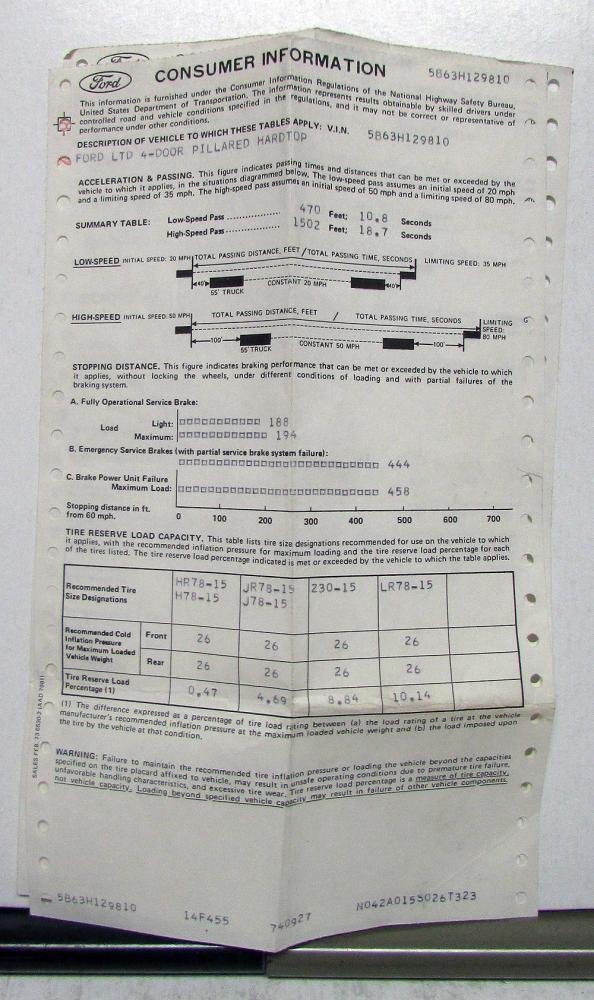 Ford
CONSUMER INFORMATION
5B63H129810
This information is furnished under the Consumer Information Regulations of the National Highway Safety Bureau,
United States Department of Transportation. The information represents results obtainable by skilled drivers under
controlled road and vehicle conditions specified in the regulations, and it may not be correct or representative of
performance under other conditions.
DESCRIPTION OF VEHICLE TO WHICH THESE TABLES APPLY: V.I.N. 5B63H129810
FORD LTD 4-DOOR PILLARED HARDTOP
ACCELERATION & PASSING. This figure indicates passing times and distances that can be met or exceeded by the
vehicle to which it applies, in the situations diagrammed below. The low-speed pass assumes an initial speed of 20 mph
and a limiting speed of 35 mph. The high-speed pass assumes an initial speed of 50 mph and a limiting speed of 80 mph.
SUMMARY TABLE: Low-Speed Pass ................ 470 Feet; 10.8 Seconds
High-Speed Pass ................ 1502 Feet; 18.7 Seconds
LOW-SPEED INITIAL SPEED: 20 MPH TOTAL PASSING DISTANCE, FEET / TOTAL PASSING TIME, SECONDS LIMITING SPEED: 35 MPH
40' 55' TRUCK CONSTANT 20 MPH 40'
HIGH-SPEED INITIAL SPEED: 50 MPH TOTAL PASSING DISTANCE, FEET / TOTAL PASSING TIME, SECONDS LIMITING SPEED: 80 MPH
100' 55' TRUCK CONSTANT 50 MPH 100'
STOPPING DISTANCE. This figure indicates braking performance that can be met or exceeded by the vehicle to which
it applies, without locking the wheels, under different conditions of loading and with partial failures of the
braking system.
A. Fully Operational Service Brake:
Load Light: 188
Maximum: 194
B. Emergency Service Brakes (with partial service brake system failure):
444
C. Brake Power Unit Failure
Maximum Load: 458
Stopping distance in ft.
from 60 mph. 0 100 200 300 400 500 600 700
TIRE RESERVE LOAD CAPACITY. This table lists tire size designations recommended for use on the vehicle to which
it applies, with the recommended inflation pressure for maximum loading and the tire reserve load percentage for each
of the tires listed. The tire reserve load percentage indicated is met or exceeded by the vehicle to which the table applies.
Recommended Tire HR78-15 JR78-15 230-15 LR78-15
Size Designations H78-15 J78-15
Recommended Cold
Inflation Pressure
for Maximum Loaded
Vehicle Weight
Front 26 26 26 26
Rear 26 26 26 26
Tire Reserve Load
Percentage (1) 0.47 4.69 8.84 10.14
(1) The difference expressed as a percentage of tire load rating between (a) the load rating of a tire at the vehicle
manufacturer's recommended inflation pressure at the maximum loaded vehicle weight and (b) the load imposed upon
the tire by the vehicle at that condition.
WARNING: Failure to maintain the recommended tire inflation pressure or loading the vehicle beyond the capacities
specified on the tire placard affixed to vehicle, may result in unsafe operating conditions due to premature tire failure,
unfavorable handling characteristics, and excessive tire wear. Tire reserve load percentage is a measure of tire capacity,
not vehicle capacity. Loading beyond specified vehicle capacity may result in failure of other vehicle components.
5B63H129810 14F455 740927 N042A0155026T323